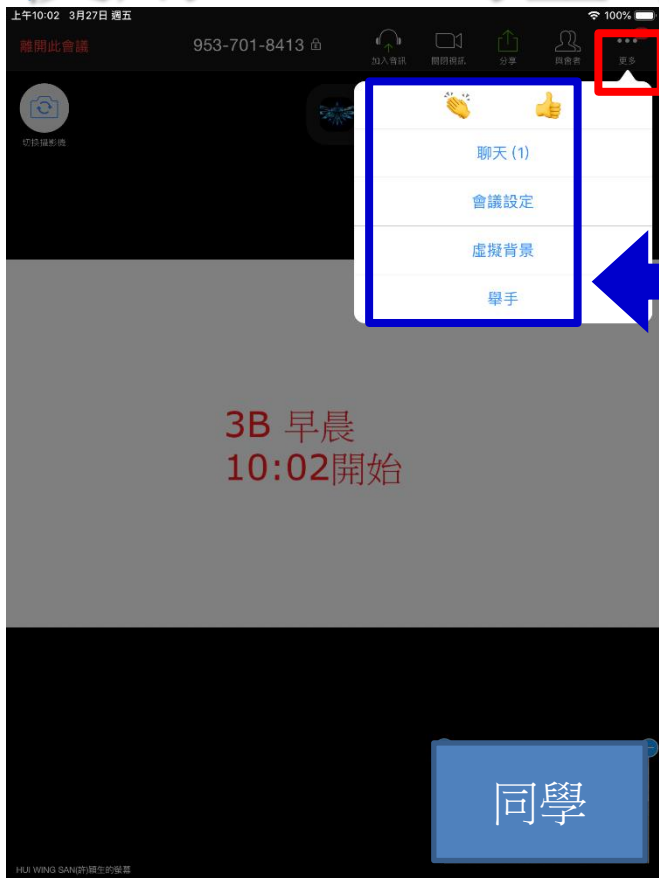 上午10:02 3月27日 週五
100%
離開此會議
953-701-8413
加入音訊
開啟視訊
分享
與會者
更多
切換攝影機
聊天 (1)
會議設定
虛擬背景
舉手
3B 早晨
10:02開始
同學
HUI WING SAN(許)穎生的螢幕